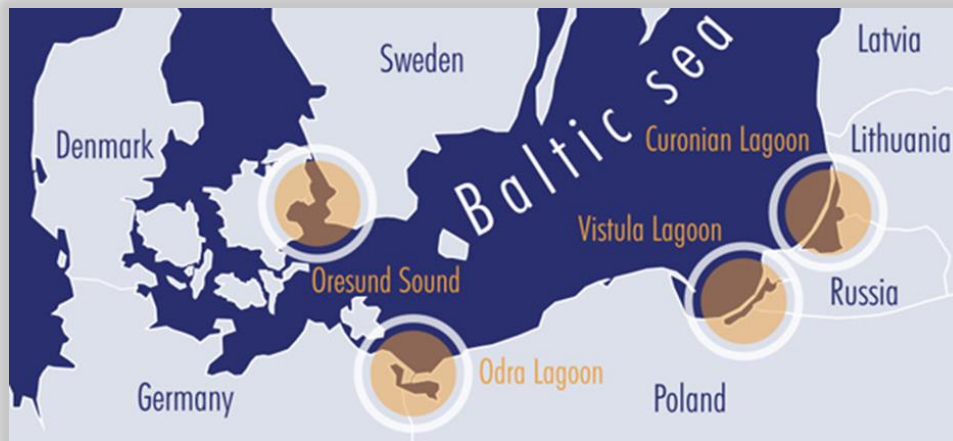 Latvia
Sweden
Baltic sea
Curonian Lagoon
Lithuania
Denmark
Vistula Lagoon
Oresund Sound
Russia
Odra Lagoon
Germany
Poland